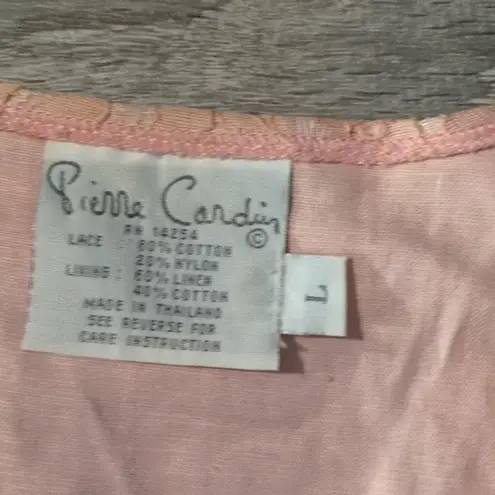 Pierre Cardin
©
RN 14254
LACE : 80% COTTON
20% NYLON
LINING : 60% LINEN
40% COTTON
MADE IN THAILAND
SEE REVERSE FOR
CARE INSTRUCTION
L